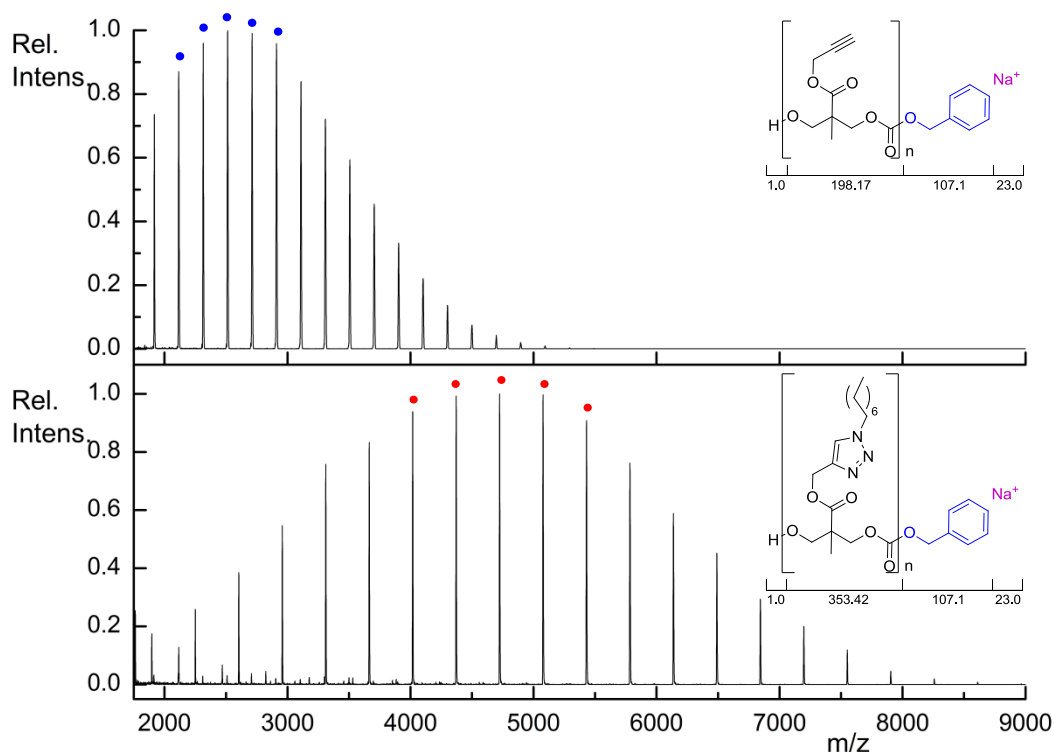 Rel.
Intens.
1.0
0.8
0.6
0.4
0.2
0.0
H
O
O
O
O
O
O
n
Na+
1.0 198.17 107.1 23.0
Rel.
Intens.
1.0
0.8
0.6
0.4
0.2
0.0
( )6
N
N
N
O
O
H
O
O
O
O
n
Na+
1.0 353.42 107.1 23.0
2000 3000 4000 5000 6000 7000 8000 9000
m/z